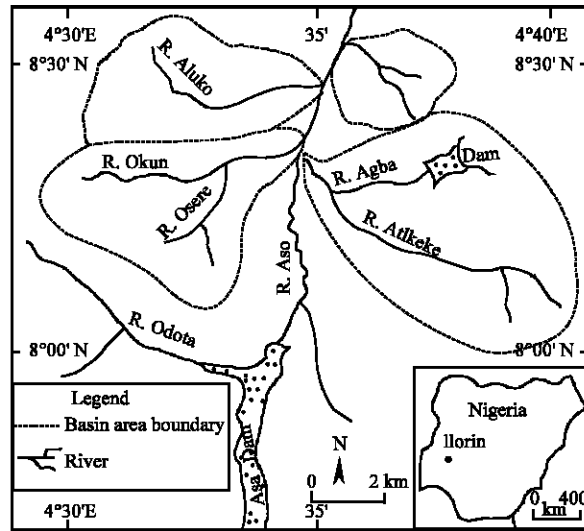 4°30' E
35'
4°40' E
8°30' N
8°30' N
R. Aluko
R. Okun
R. Osere
R. Agba
Dam
R. Atikeke
R. Aso
R. Odota
8°00' N
8°00' N
Asa Dam
Legend
Basin area boundary
River
N
0 2 km
Nigeria
Ilorin
0 400
km
4°30' E
35'